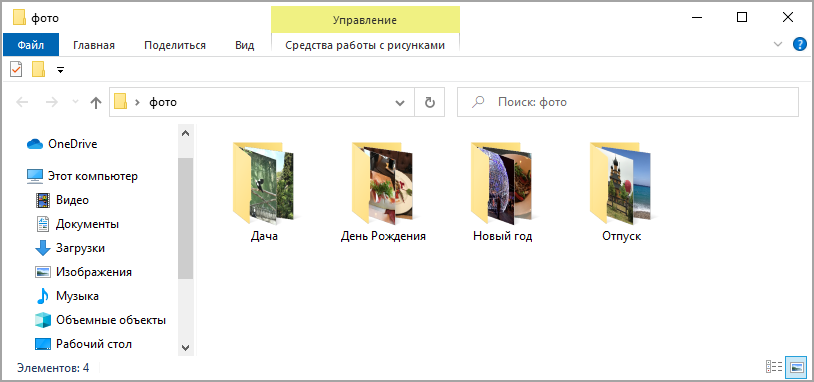 фото
Управление
Файл Главная Поделиться Вид Средства работы с рисунками
фото
Поиск: фото
OneDrive
Этот компьютер
Видео
Документы
Загрузки
Изображения
Музыка
Объемные объекты
Рабочий стол
Дача
День Рождения
Новый год
Отпуск
Элементов: 4